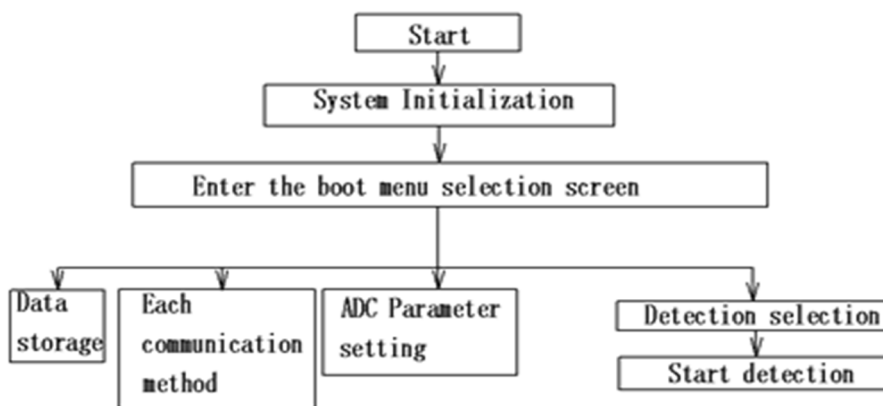 Start
System Initialization
Enter the boot menu selection screen
Data
storage
Each
communication
method
ADC Parameter
setting
Detection selection
Start detection